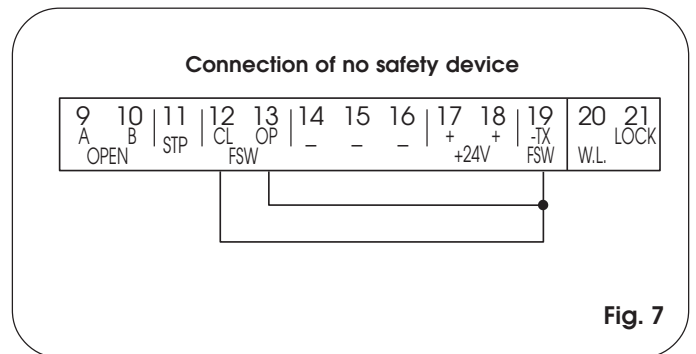 Connection of no safety device
9 10 11 12 13 14 15 16 17 18 19 20 21
A B STP CL OP – – – + + -TX LOCK
OPEN FSW +24V FSW W.L.
Fig. 7